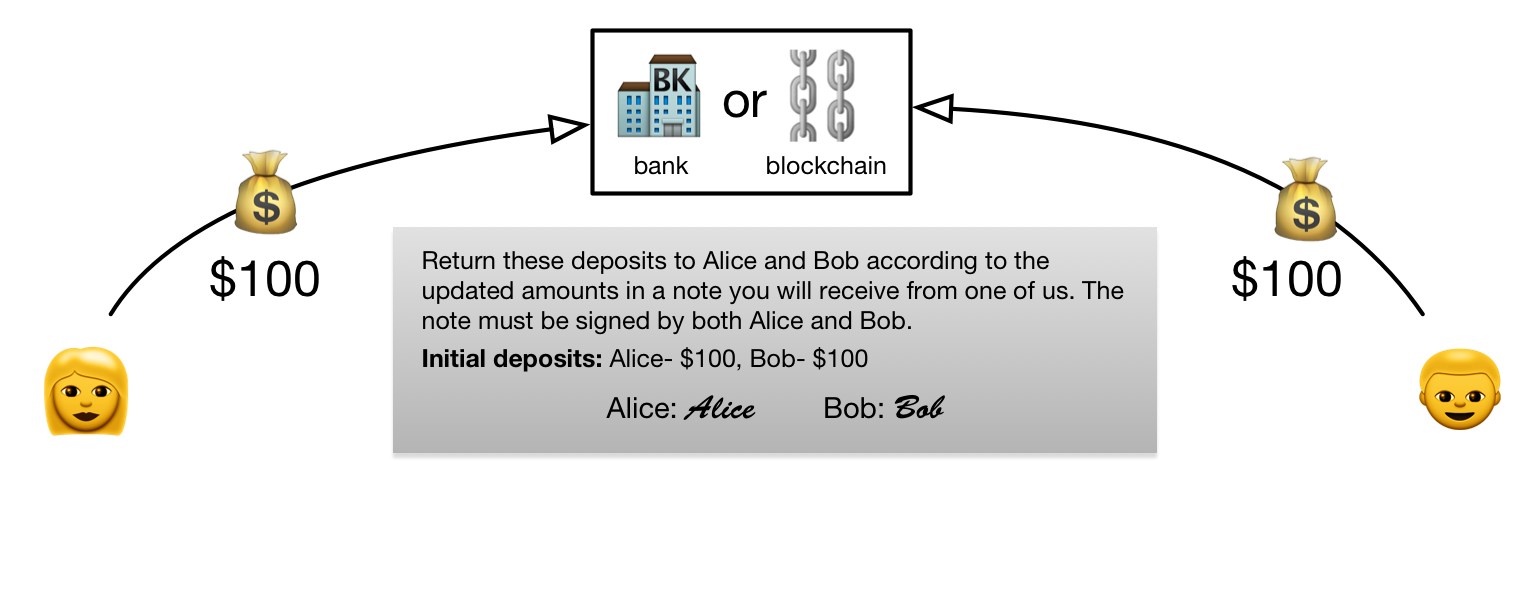 BK
or
bank
blockchain
$
$
$100
$100
Return these deposits to Alice and Bob according to the
updated amounts in a note you will receive from one of us. The
note must be signed by both Alice and Bob.
Initial deposits: Alice- $100, Bob- $100
Alice: Alice Bob: Bob